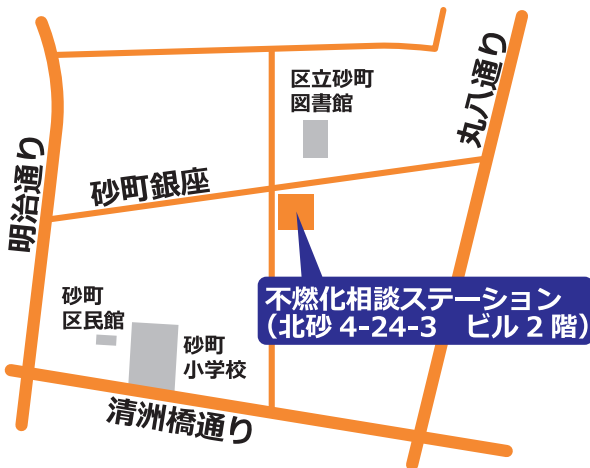 区立砂町
図書館
丸八通り
砂町銀座
明治通り
不燃化相談ステーション
（北砂 4-24-3　ビル 2 階）
砂町
区民館
砂町
小学校
清洲橋通り